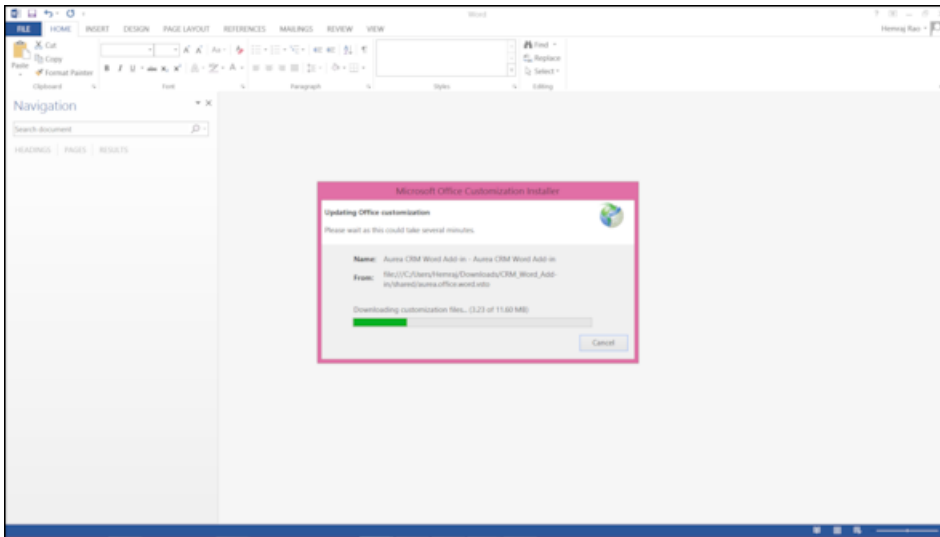 Word
FILE HOME INSERT DESIGN PAGE LAYOUT REFERENCES MAILINGS REVIEW VIEW
Hemraj Rao
Cut
Copy
Format Painter
Paste
Find
Replace
Select
Clipboard Font Paragraph Styles Editing
Navigation
Search document
HEADINGS PAGES RESULTS
Microsoft Office Customization Installer
Updating Office customization
Please wait as this could take several minutes.
Name: Aurea CRM Word Add-in - Aurea CRM Word Add-in
From: file:///C:/Users/Hemraj/Downloads/CRM_Word_Add-
in/shared/aurea.office.word.vsto
Downloading customization files.. (3.23 of 11.60 MB)
Cancel